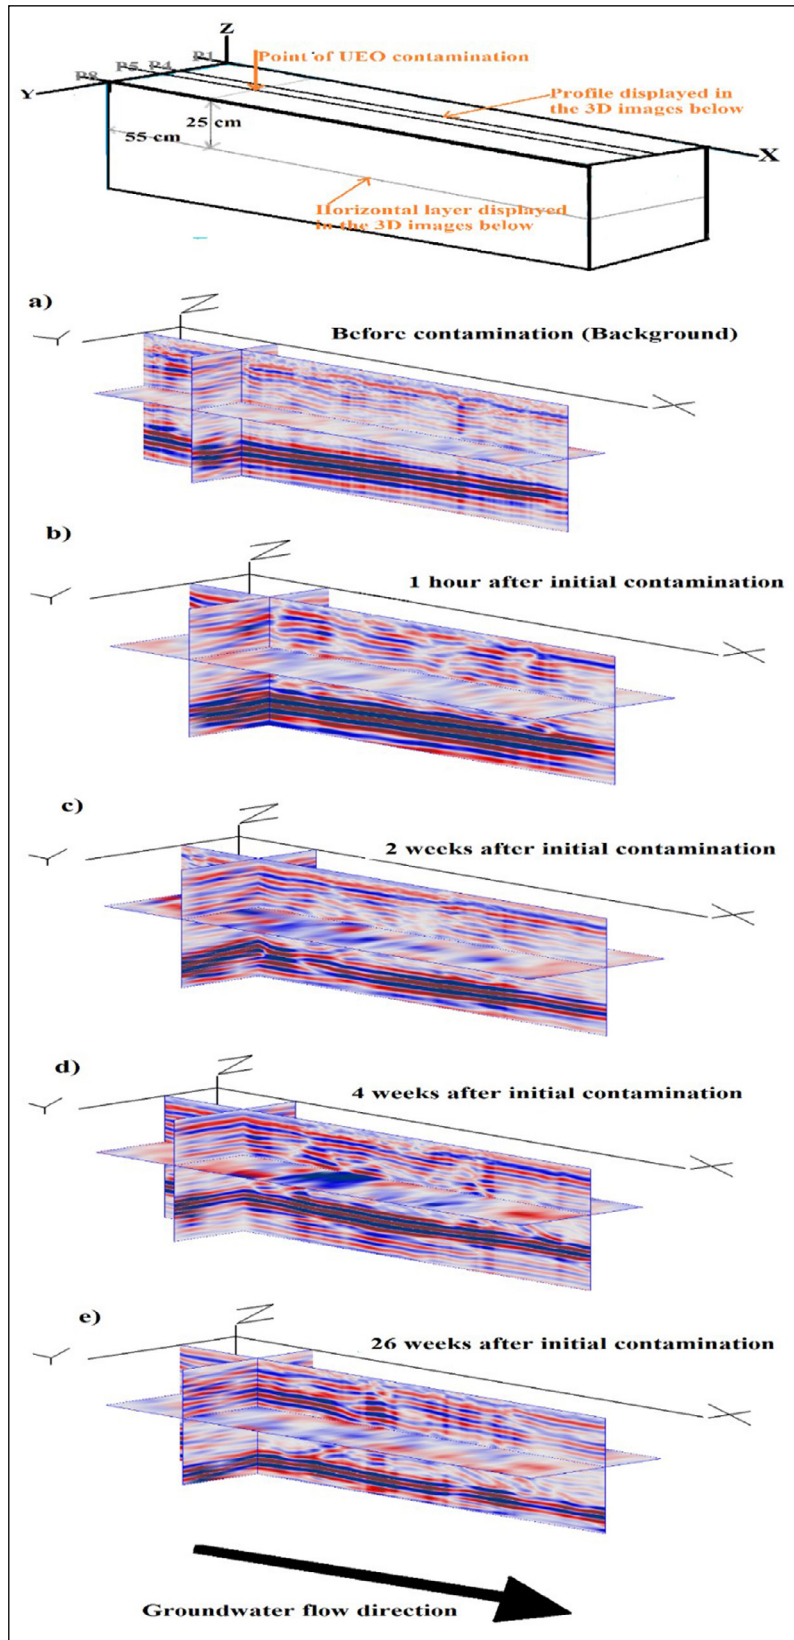 Z
P1
P4
P5
P8
Y
X
Point of UEO contamination
Profile displayed in
the 3D images below
25 cm
55 cm
Horizontal layer displayed
in the 3D images below
a)
Z
Y
X
Before contamination (Background)
b)
Z
Y
X
1 hour after initial contamination
c)
Z
Y
X
2 weeks after initial contamination
d)
Z
Y
X
4 weeks after initial contamination
e)
Z
Y
X
26 weeks after initial contamination
Groundwater flow direction